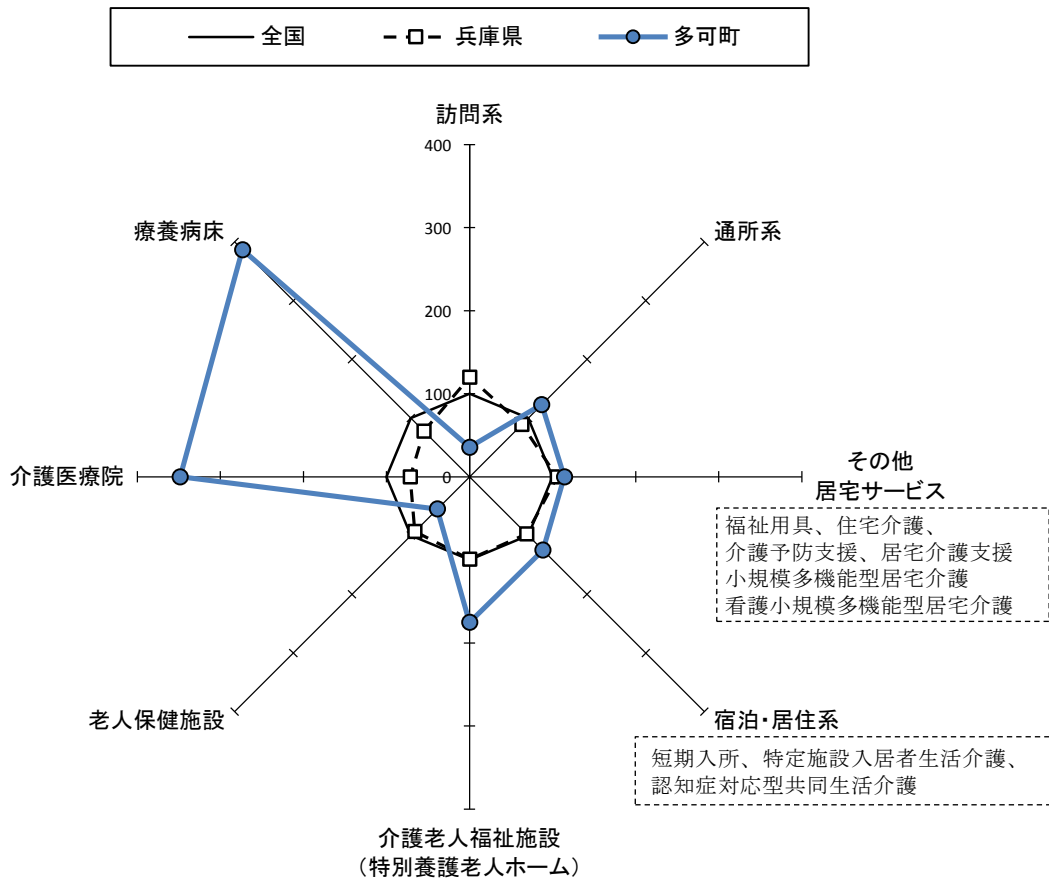 全国 兵庫県 多可町
訪問系
400
300
200
100
0
通所系
その他
居宅サービス
福祉用具、住宅介護、
介護予防支援、居宅介護支援
小規模多機能型居宅介護
看護小規模多機能型居宅介護
宿泊・居住系
短期入所、特定施設入居者生活介護、
認知症対応型共同生活介護
介護老人福祉施設
（特別養護老人ホーム）
老人保健施設
介護医療院
療養病床